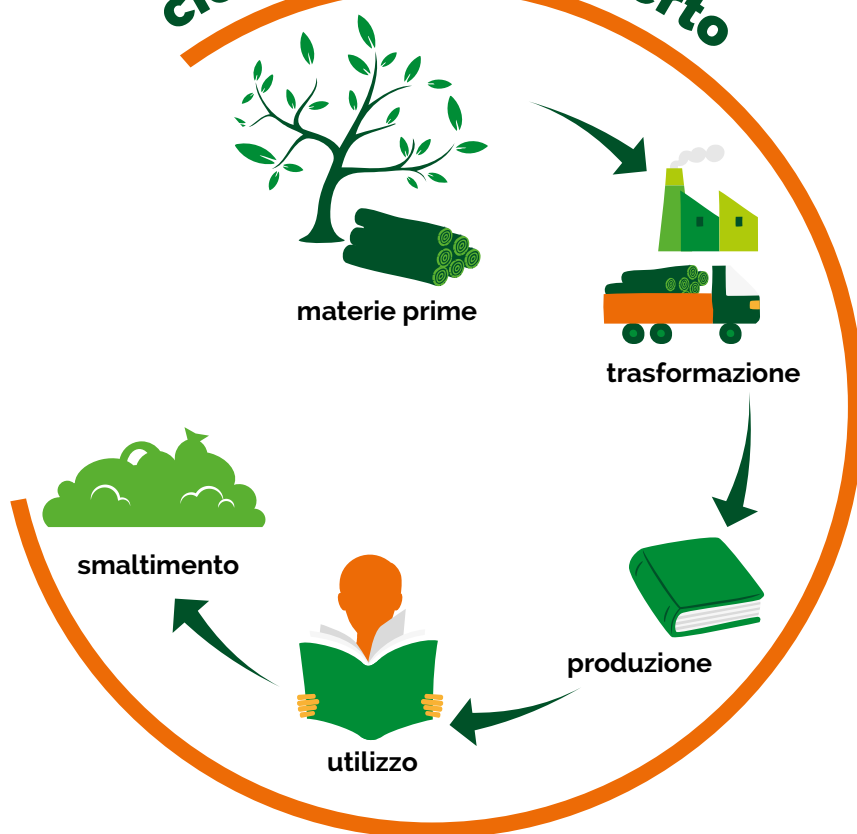 materie prime
trasformazione
produzione
utilizzo
smaltimento